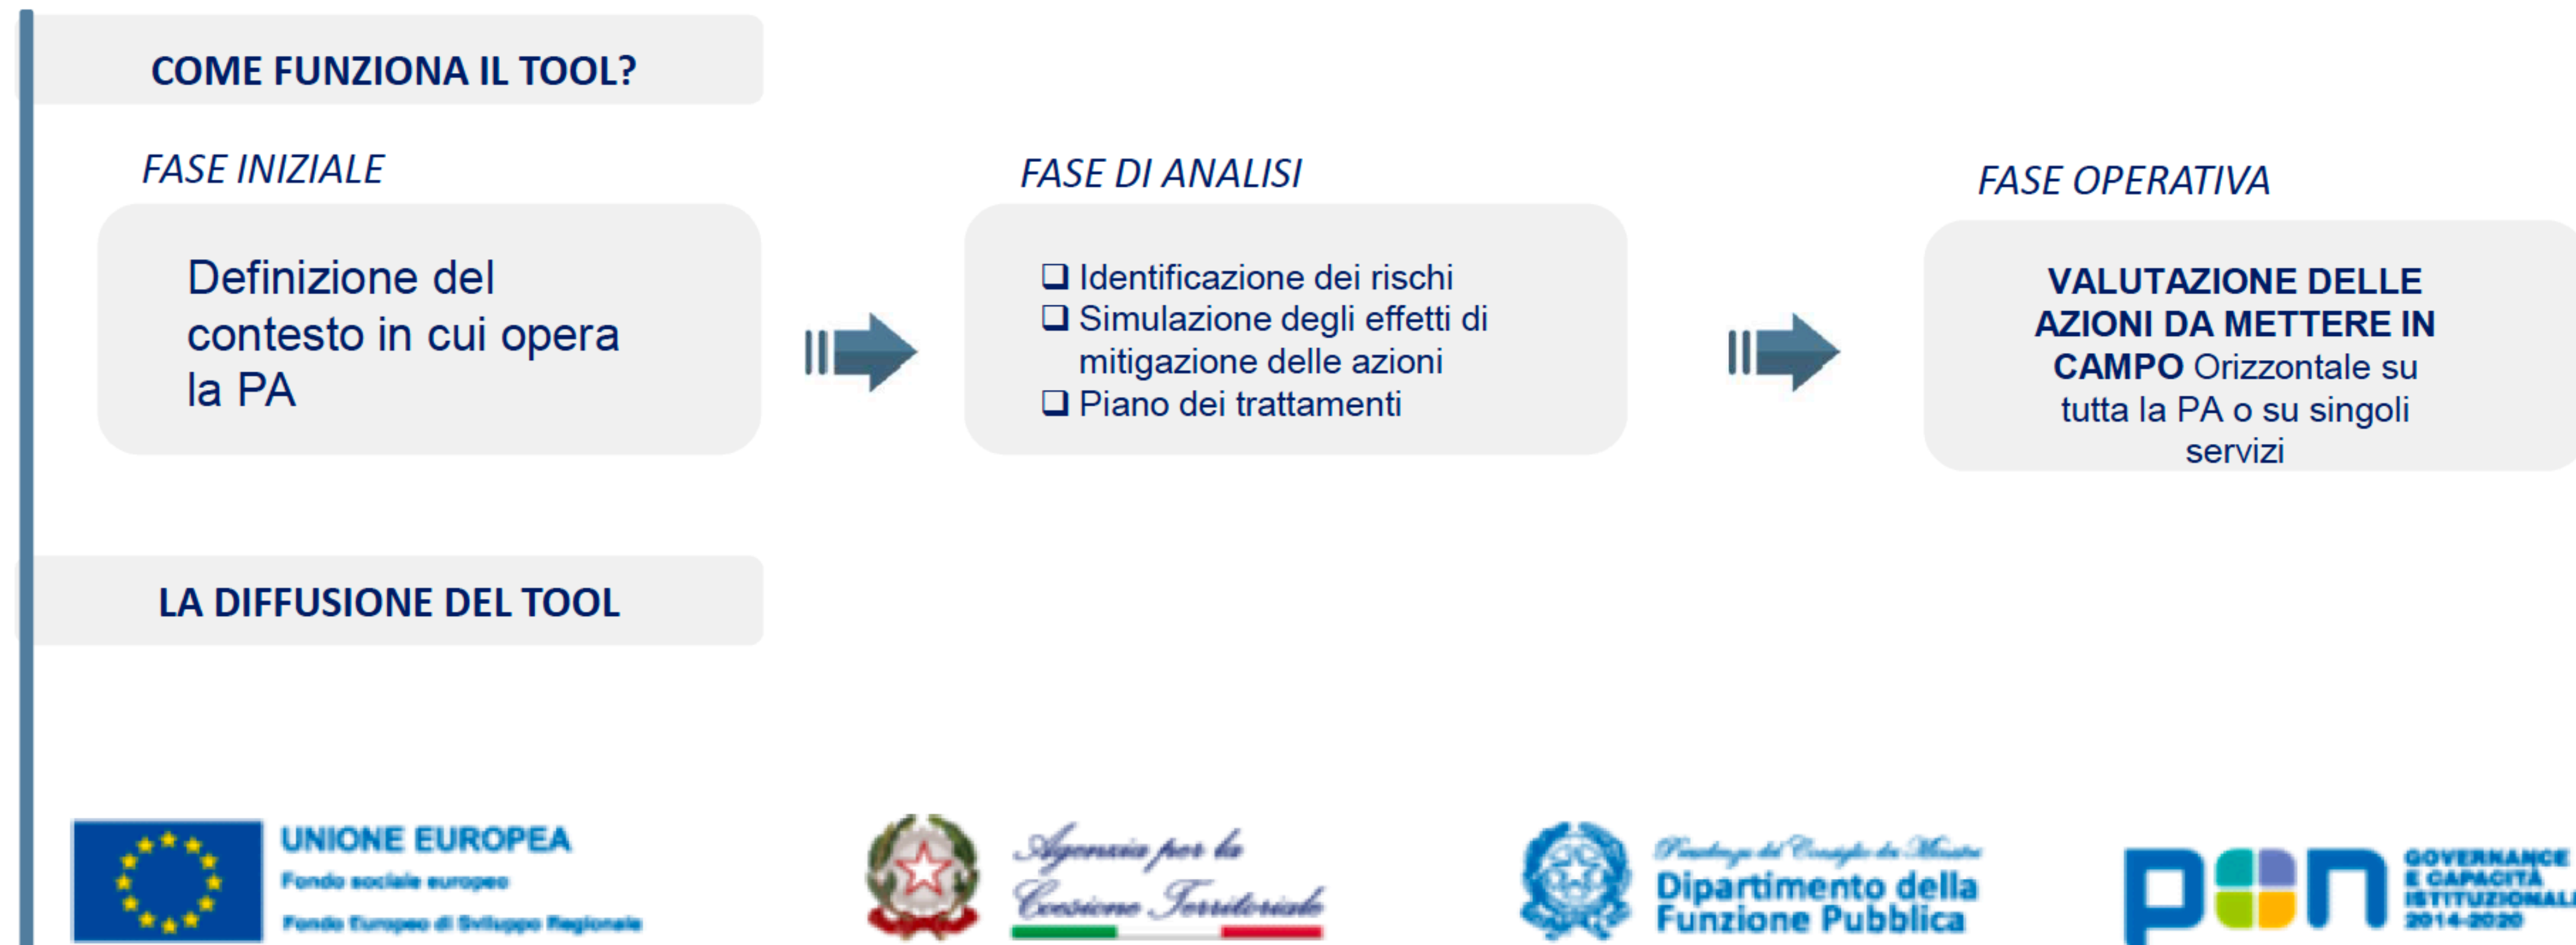 COME FUNZIONA IL TOOL?
FASE INIZIALE
Definizione del
contesto in cui opera
la PA
FASE DI ANALISI
❑ Identificazione dei rischi
❑ Simulazione degli effetti di
mitigazione delle azioni
❑ Piano dei trattamenti
FASE OPERATIVA
VALUTAZIONE DELLE
AZIONI DA METTERE IN
CAMPO Orizzontale su
tutta la PA o su singoli
servizi
LA DIFFUSIONE DEL TOOL
UNIONE EUROPEA
Fondo sociale europeo
Fondo Europeo di Sviluppo Regionale
Agenzia per la
Coesione Territoriale
Presidenza del Consiglio dei Ministri
Dipartimento della
Funzione Pubblica
pon
GOVERNANCE
E CAPACITÀ
ISTITUZIONALE
2014-2020